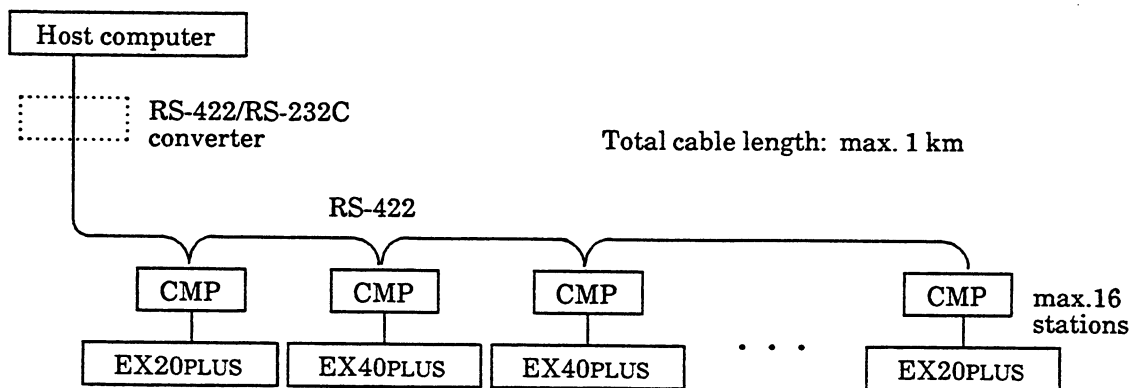 Host computer
RS-422/RS-232C
converter
Total cable length: max. 1 km
RS-422
CMP
CMP
CMP
CMP
max.16
stations
EX20PLUS
EX40PLUS
EX40PLUS
. . .
EX20PLUS